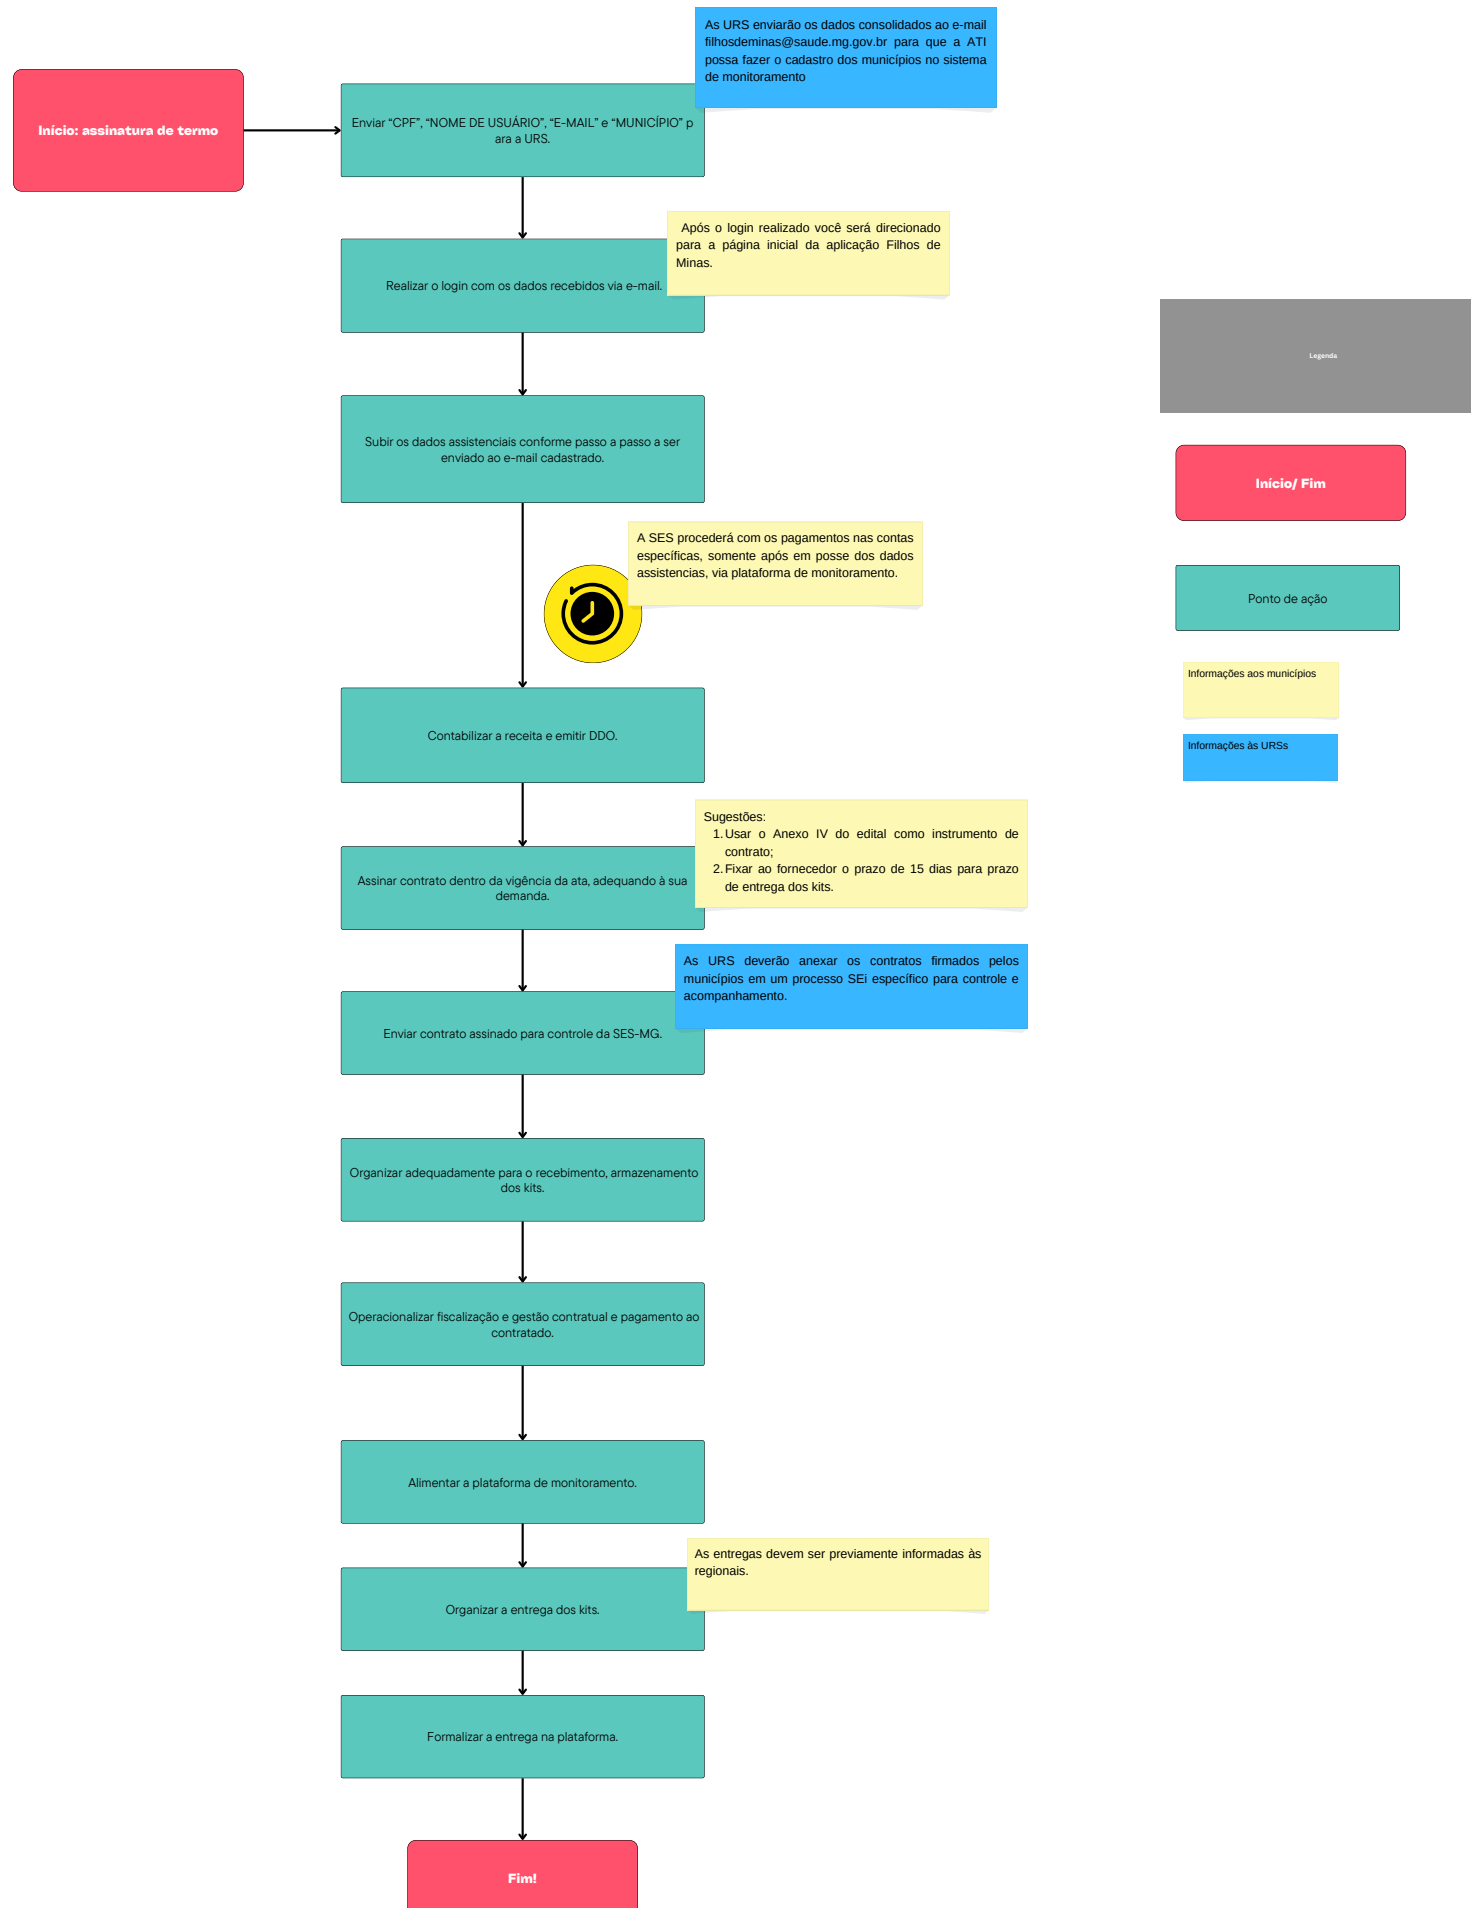 As URS enviarão os dados consolidados ao e-mail
filhosdeminas@saude.mg.gov.br para que a ATI
possa fazer o cadastro dos municípios no sistema
de monitoramento
Início: assinatura de termo
Enviar “CPF”, “NOME DE USUÁRIO”, “E-MAIL” e “MUNICÍPIO” p
ara a URS.
Após o login realizado você será direcionado
para a página inicial da aplicação Filhos de
Minas.
Realizar o login com os dados recebidos via e-mail.
Legenda
Subir os dados assistenciais conforme passo a passo a ser
enviado ao e-mail cadastrado.
Início/ Fim
A SES procederá com os pagamentos nas contas
específicas, somente após em posse dos dados
assistencias, via plataforma de monitoramento.
Ponto de ação
Informações aos municípios
Contabilizar a receita e emitir DDO.
Informações às URSs
Sugestões:
1. Usar o Anexo IV do edital como instrumento de
contrato;
2. Fixar ao fornecedor o prazo de 15 dias para prazo
de entrega dos kits.
Assinar contrato dentro da vigência da ata, adequando à sua
demanda.
As URS deverão anexar os contratos firmados pelos
municípios em um processo SEi específico para controle e
acompanhamento.
Enviar contrato assinado para controle da SES-MG.
Organizar adequadamente para o recebimento, armazenamento
dos kits.
Operacionalizar fiscalização e gestão contratual e pagamento ao
contratado.
Alimentar a plataforma de monitoramento.
As entregas devem ser previamente informadas às
regionais.
Organizar a entrega dos kits.
Formalizar a entrega na plataforma.
Fim!